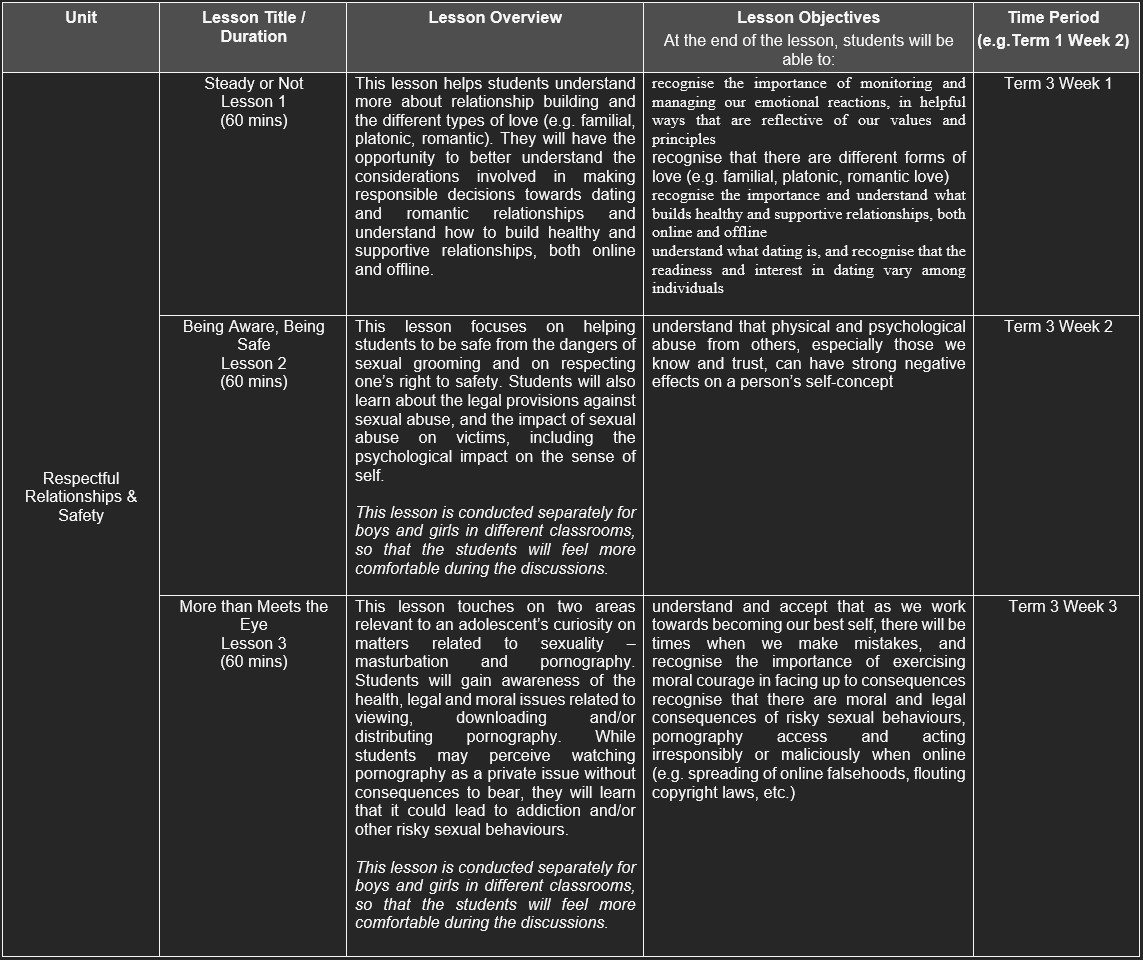 Unit
Lesson Title /
Duration
Lesson Overview
Lesson Objectives
At the end of the lesson, students will be
able to:
Time Period
(e.g.Term 1 Week 2)
Respectful
Relationships &
Safety
Steady or Not
Lesson 1
(60 mins)
This lesson helps students understand
more about relationship building and
the different types of love (e.g. familial,
platonic, romantic). They will have the
opportunity to better understand the
considerations involved in making
responsible decisions towards dating
and romantic relationships and
understand how to build healthy and
supportive relationships, both online
and offline.
recognise the importance of monitoring and
managing our emotional reactions, in helpful
ways that are reflective of our values and
principles
recognise that there are different forms of
love (e.g. familial, platonic, romantic love)
recognise the importance and understand what
builds healthy and supportive relationships, both
online and offline
understand what dating is, and recognise that the
readiness and interest in dating vary among
individuals
Term 3 Week 1
Being Aware, Being
Safe
Lesson 2
(60 mins)
This lesson focuses on helping
students to be safe from the dangers of
sexual grooming and on respecting
one's right to safety. Students will also
learn about the legal provisions against
sexual abuse, and the impact of sexual
abuse on victims, including the
psychological impact on the sense of
self.
This lesson is conducted separately for
boys and girls in different classrooms,
so that the students will feel more
comfortable during the discussions.
understand that physical and psychological
abuse from others, especially those we
know and trust, can have strong negative
effects on a person's self-concept
Term 3 Week 2
More than Meets the
Eye
Lesson 3
(60 mins)
This lesson touches on two areas
relevant to an adolescent's curiosity on
matters related to sexuality –
masturbation and pornography.
Students will gain awareness of the
health, legal and moral issues related to
viewing, downloading and/or
distributing pornography. While
students may perceive watching
pornography as a private issue without
consequences to bear, they will learn
that it could lead to addiction and/or
other risky sexual behaviours.
This lesson is conducted separately for
boys and girls in different classrooms,
so that the students will feel more
comfortable during the discussions.
understand and accept that as we work
towards becoming our best self, there will be
times when we make mistakes, and
recognise the importance of exercising
moral courage in facing up to consequences
recognise that there are moral and legal
consequences of risky sexual behaviours,
pornography access and acting
irresponsibly or maliciously when online
(e.g. spreading of online falsehoods, flouting
copyright laws, etc.)
Term 3 Week 3